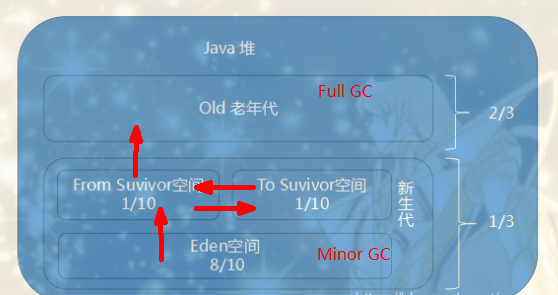 Java 堆
Full GC
Old 老年代
2/3
From Suvivor空间
1/10
To Suvivor空间
1/10
新生代
1/3
Eden空间
8/10
Minor GC